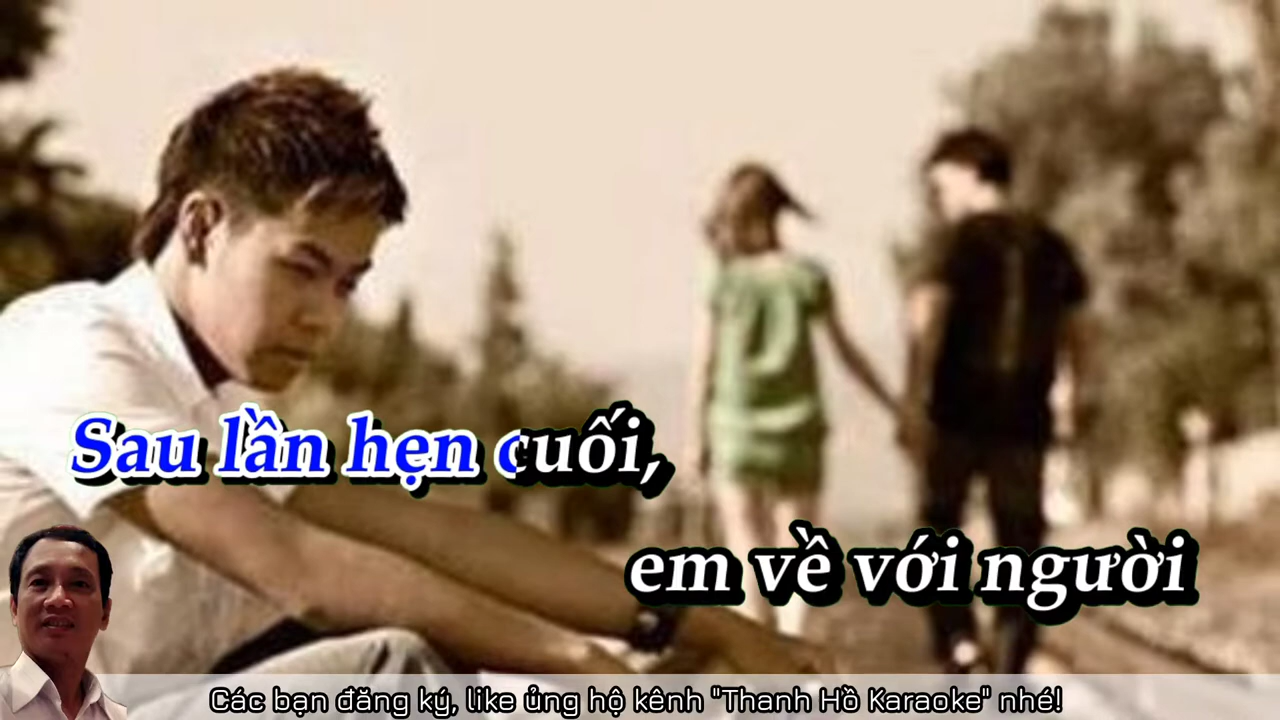 Sau lần hẹn cuối,
em về với người
Các bạn đăng ký, like ủng hộ kênh "Thanh Hồ Karaoke" nhé!